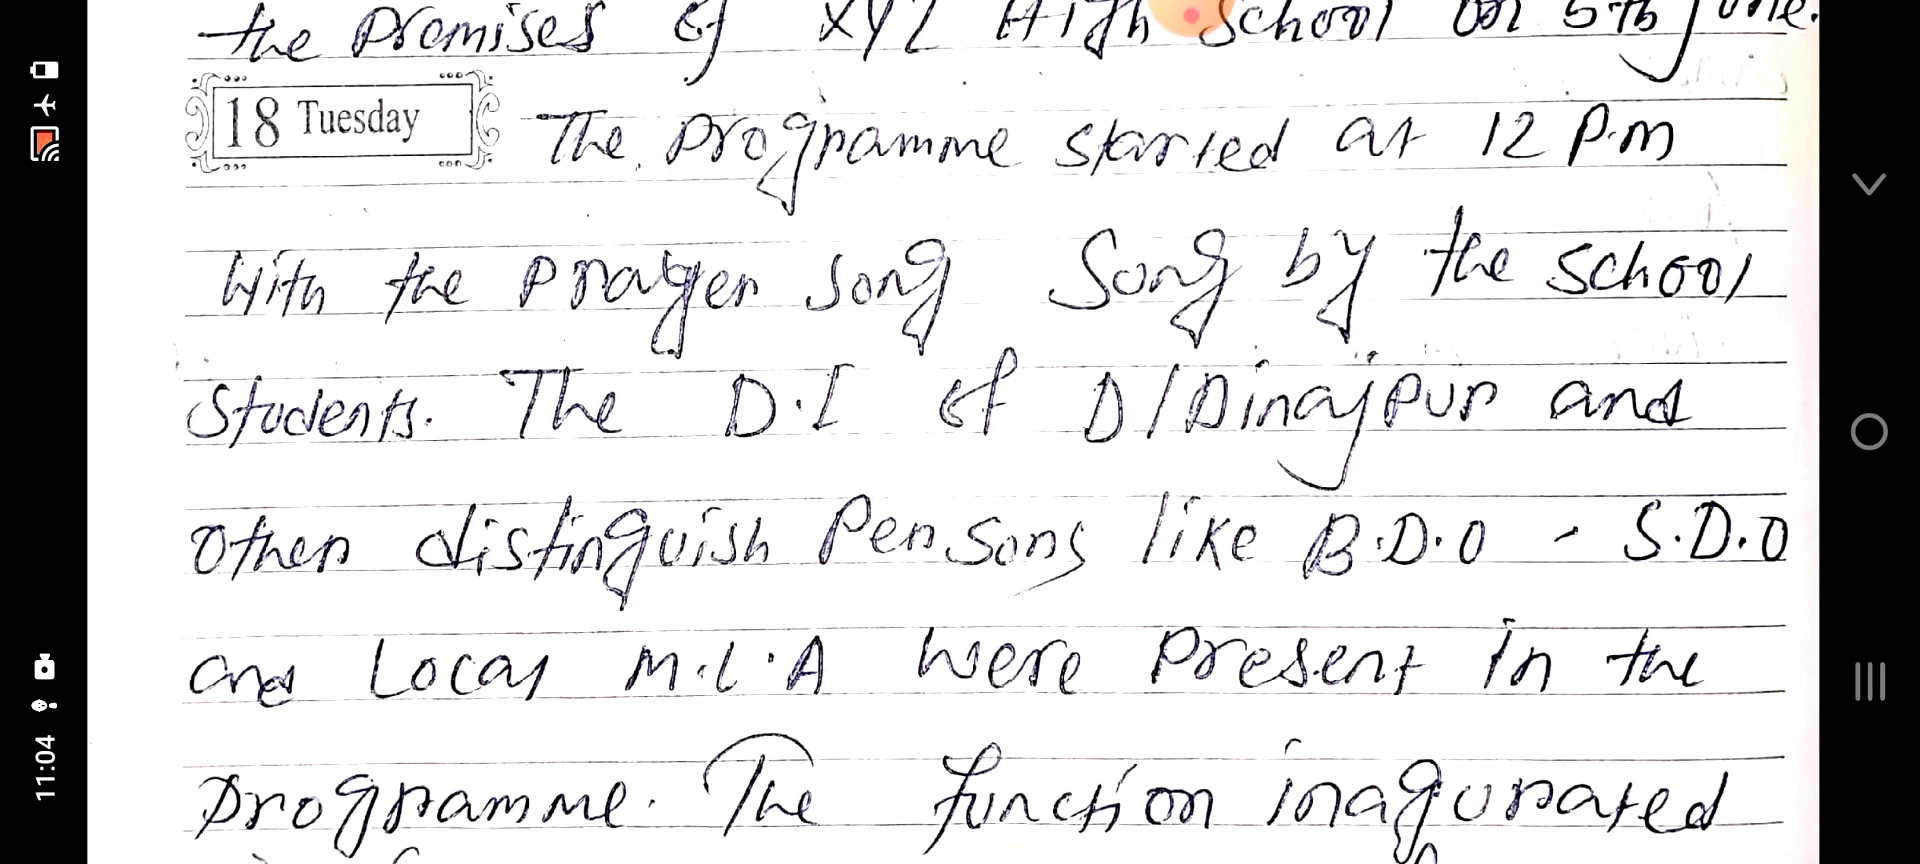 the Premises of XYZ High School on 5th June.
18 Tuesday The Programme started at 12 P.m
With the Prayer song Song by the School
Students. The D.I of D/Dinajpur and
Other distinguish Persons like B.D.O - S.D.O
and Local M.L.A were Present in the
Programme. The function inagurated
11:04